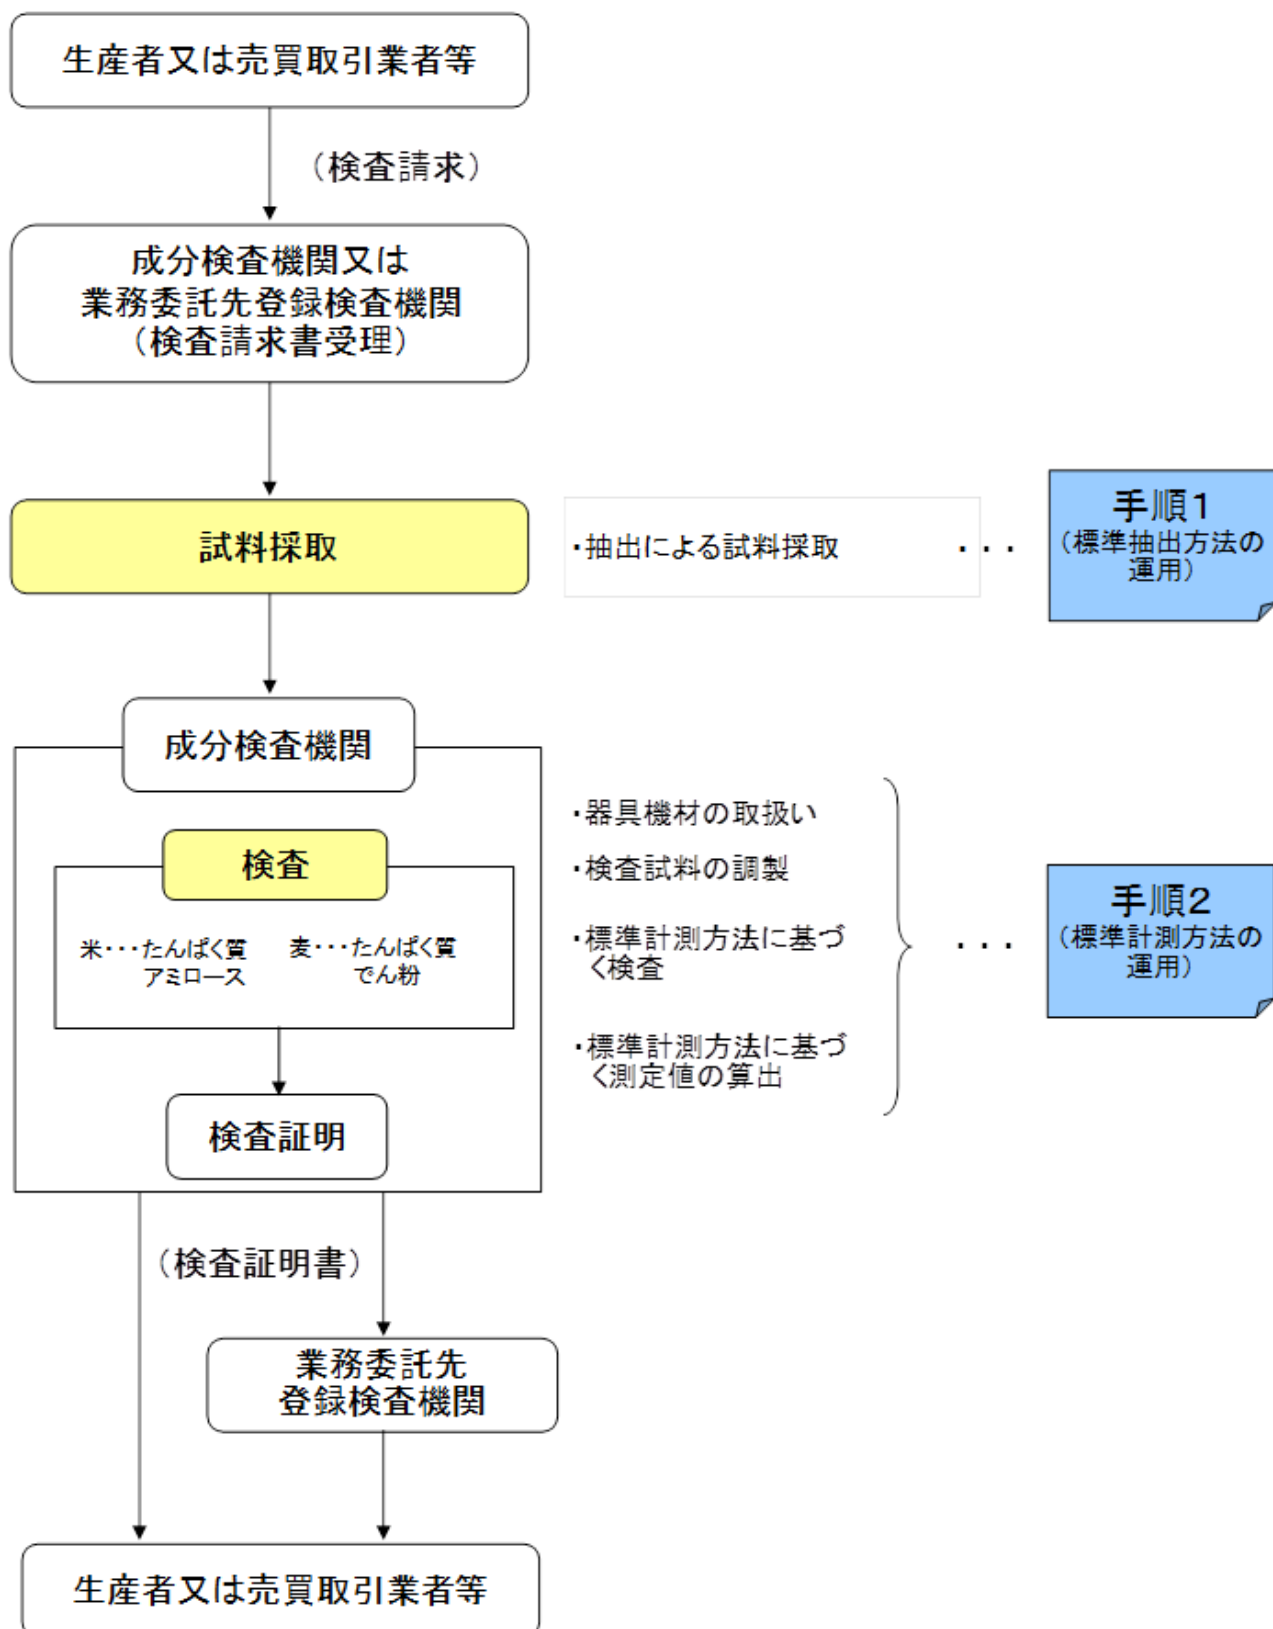 生産者又は売買取引業者等
（検査請求）
成分検査機関又は
業務委託先登録検査機関
（検査請求書受理）
試料採取
・抽出による試料採取
・・・
手順１
（標準抽出方法の
運用）
成分検査機関
検査
米・・・たんぱく質
アミロース
麦・・・たんぱく質
でん粉
検査証明
・器具機材の取扱い
・検査試料の調製
・標準計測方法に基づ
く検査
・標準計測方法に基づ
く測定値の算出
・・・
手順２
（標準計測方法の
運用）
（検査証明書）
業務委託先
登録検査機関
生産者又は売買取引業者等